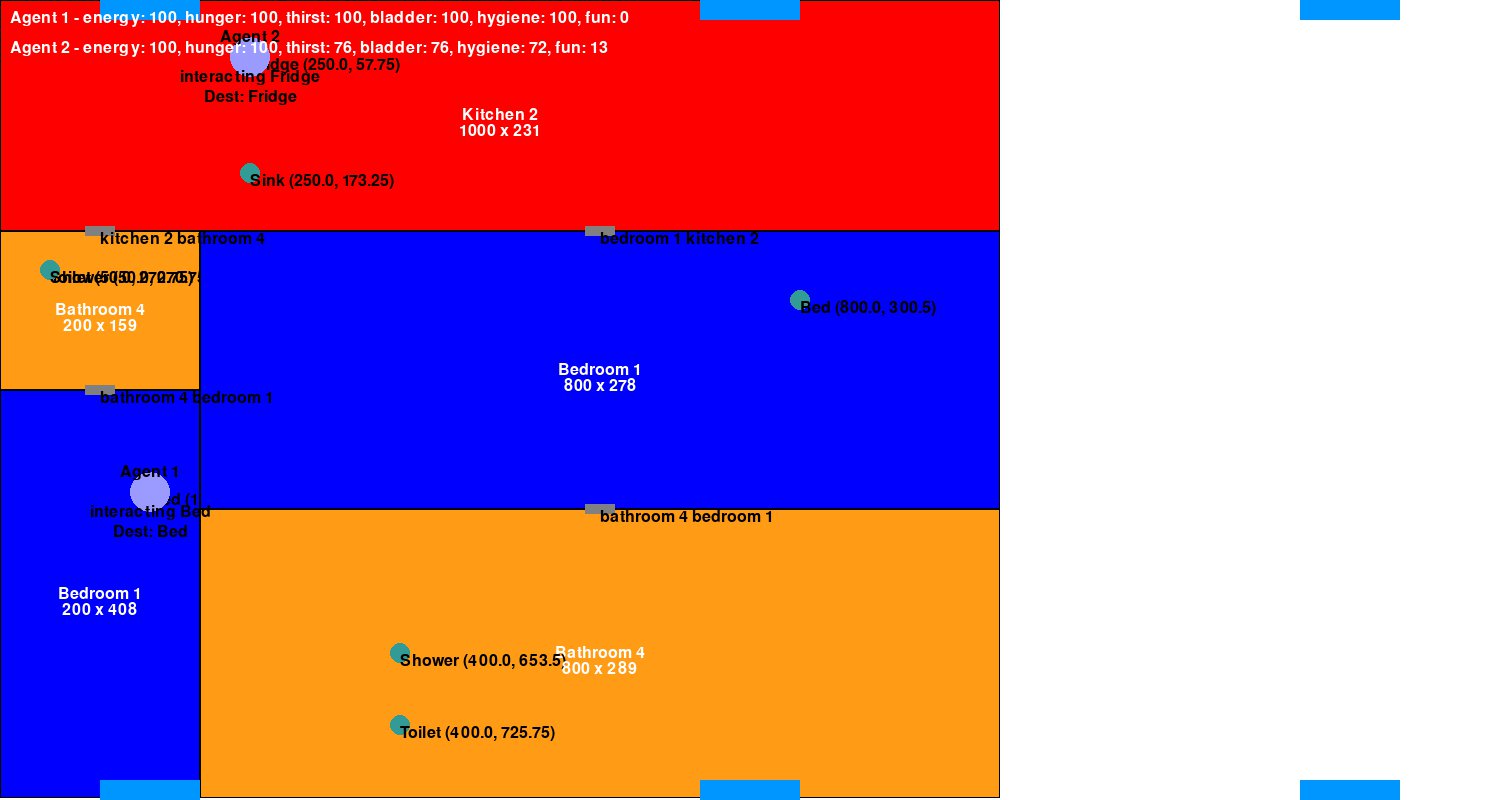 Agent 1 - energy: 100, hunger: 100, thirst: 100, bladder: 100, hygiene: 100, fun: 0
Agent 2
Agent 2 - energy: 100, hunger: 100, thirst: 76, bladder: 76, hygiene: 72, fun: 13
(250.0, 57.75)
interacting Fridge
Dest: Fridge
Kitchen 2
1000 x 231
Sink (250.0, 173.25)
kitchen 2 bathroom 4
bedroom 1 kitchen 2
Bathroom 4
200 x 159
Bed (800.0, 300.5)
Bedroom 1
800 x 278
bathroom 4 bedroom 1
Agent 1
interacting Bed
Dest: Bed
bathroom 4 bedroom 1
Bedroom 1
200 x 408
Shower (400.0, 653.5)
Bathroom 4
800 x 289
Toilet (400.0, 725.75)